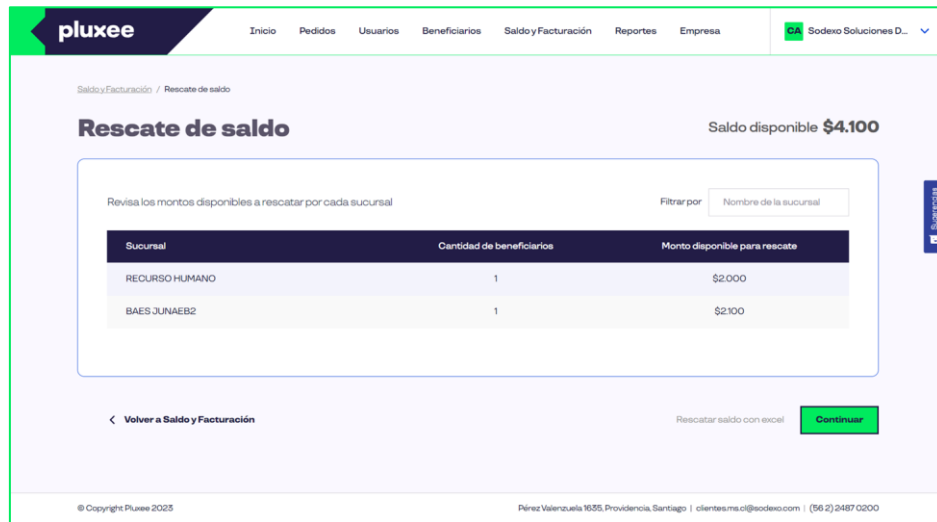 pluxee
Inicio Pedidos Usuarios Beneficiarios Saldo y Facturación Reportes Empresa CA Sodexo Soluciones D...
Saldo y Facturación / Rescate de saldo
Rescate de saldo Saldo disponible $4.100
Revisa los montos disponibles a rescatar por cada sucursal Filtrar por Nombre de la sucursal
Sugerencias
Sucursal Cantidad de beneficiarios Monto disponible para rescate
RECURSO HUMANO 1 $2.000
BAES JUNAEB2 1 $2.100
Volver a Saldo y Facturación Rescatar saldo con excel Continuar
© Copyright Pluxee 2023 Pérez Valenzuela 1635, Providencia, Santiago | clientes.ms.cl@sodexo.com | (56 2) 2487 0200